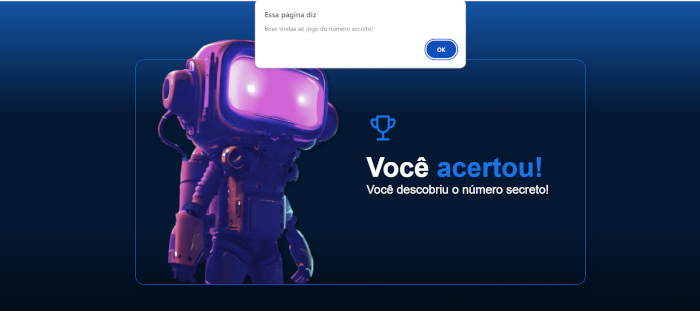 Essa página diz
Boas vindas ao jogo do número secreto!
OK
Você acertou!
Você descobriu o número secreto!